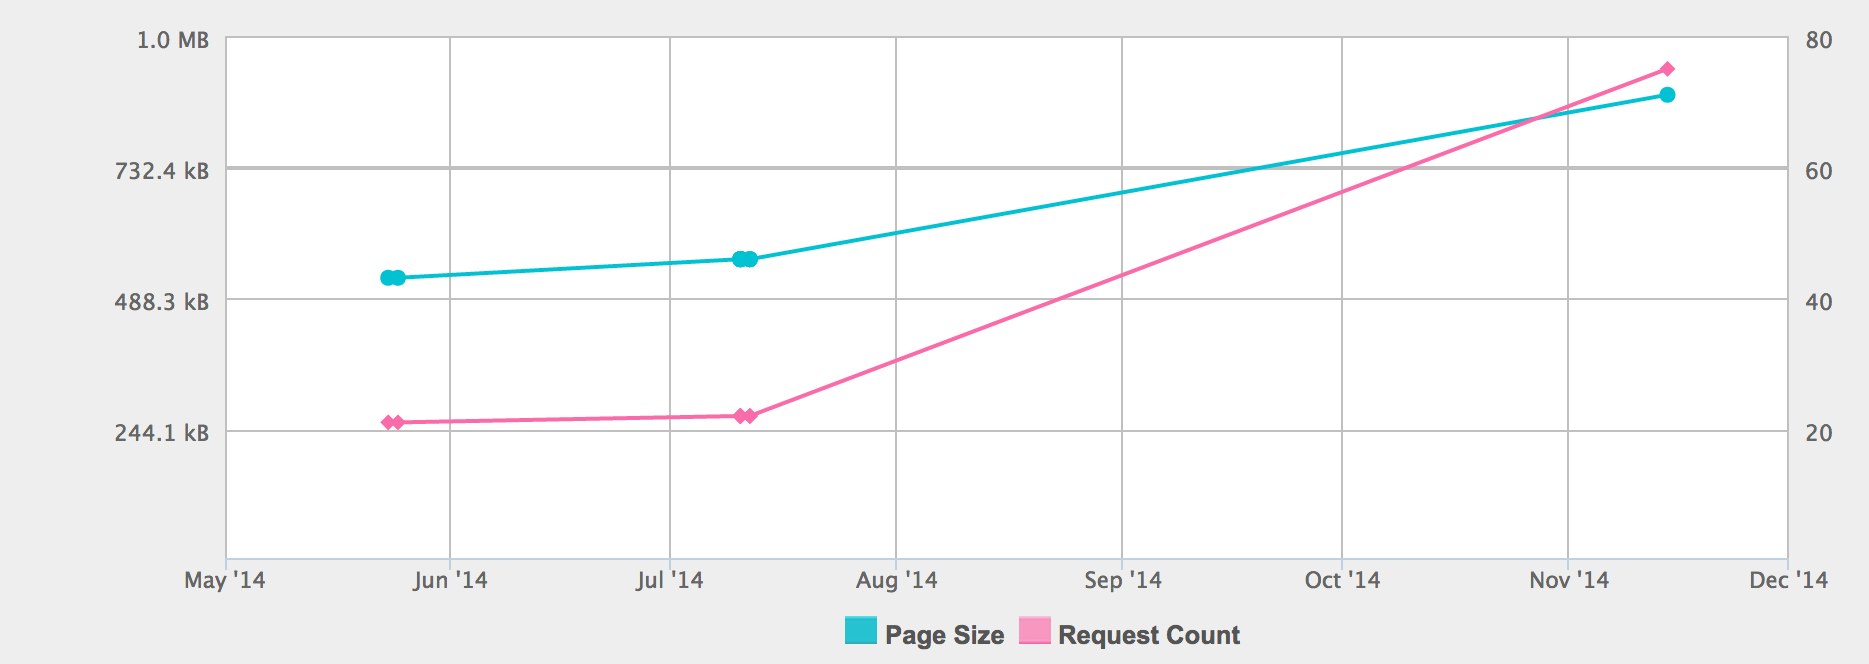 1.0 MB
80
732.4 kB
60
488.3 kB
40
244.1 kB
20
May '14
Jun '14
Jul '14
Aug '14
Sep '14
Oct '14
Nov '14
Dec '14
Page Size
Request Count